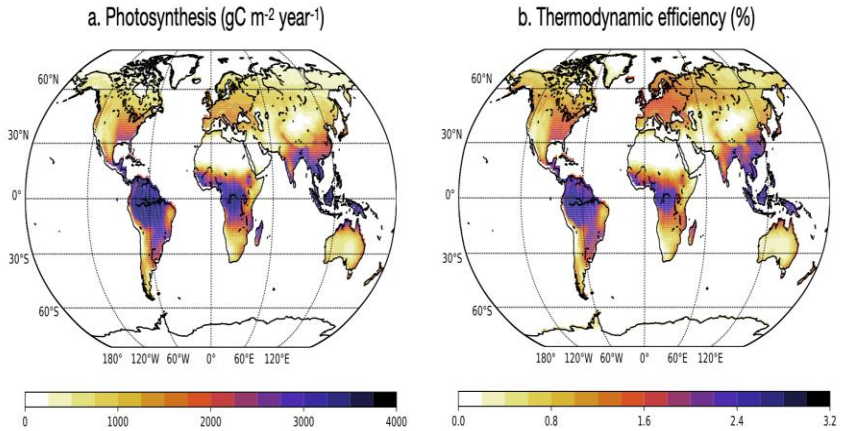 a. Photosynthesis (gC m-2 year-1)
b. Thermodynamic efficiency (%)
60°N
30°N
0°
30°S
60°S
180° 120°W 60°W 0° 60°E 120°E
60°N
30°N
0°
30°S
60°S
180° 120°W 60°W 0° 60°E 120°E
0 1000 2000 3000 4000
0.0 0.8 1.6 2.4 3.2